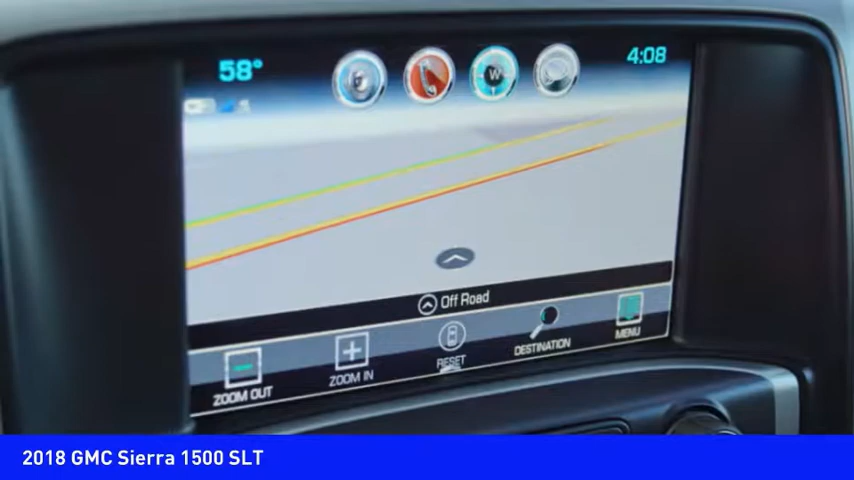 58°
W
4:08
Off Road
ZOOM OUT
ZOOM IN
RESET
DESTINATION
MENU
2018 GMC Sierra 1500 SLT